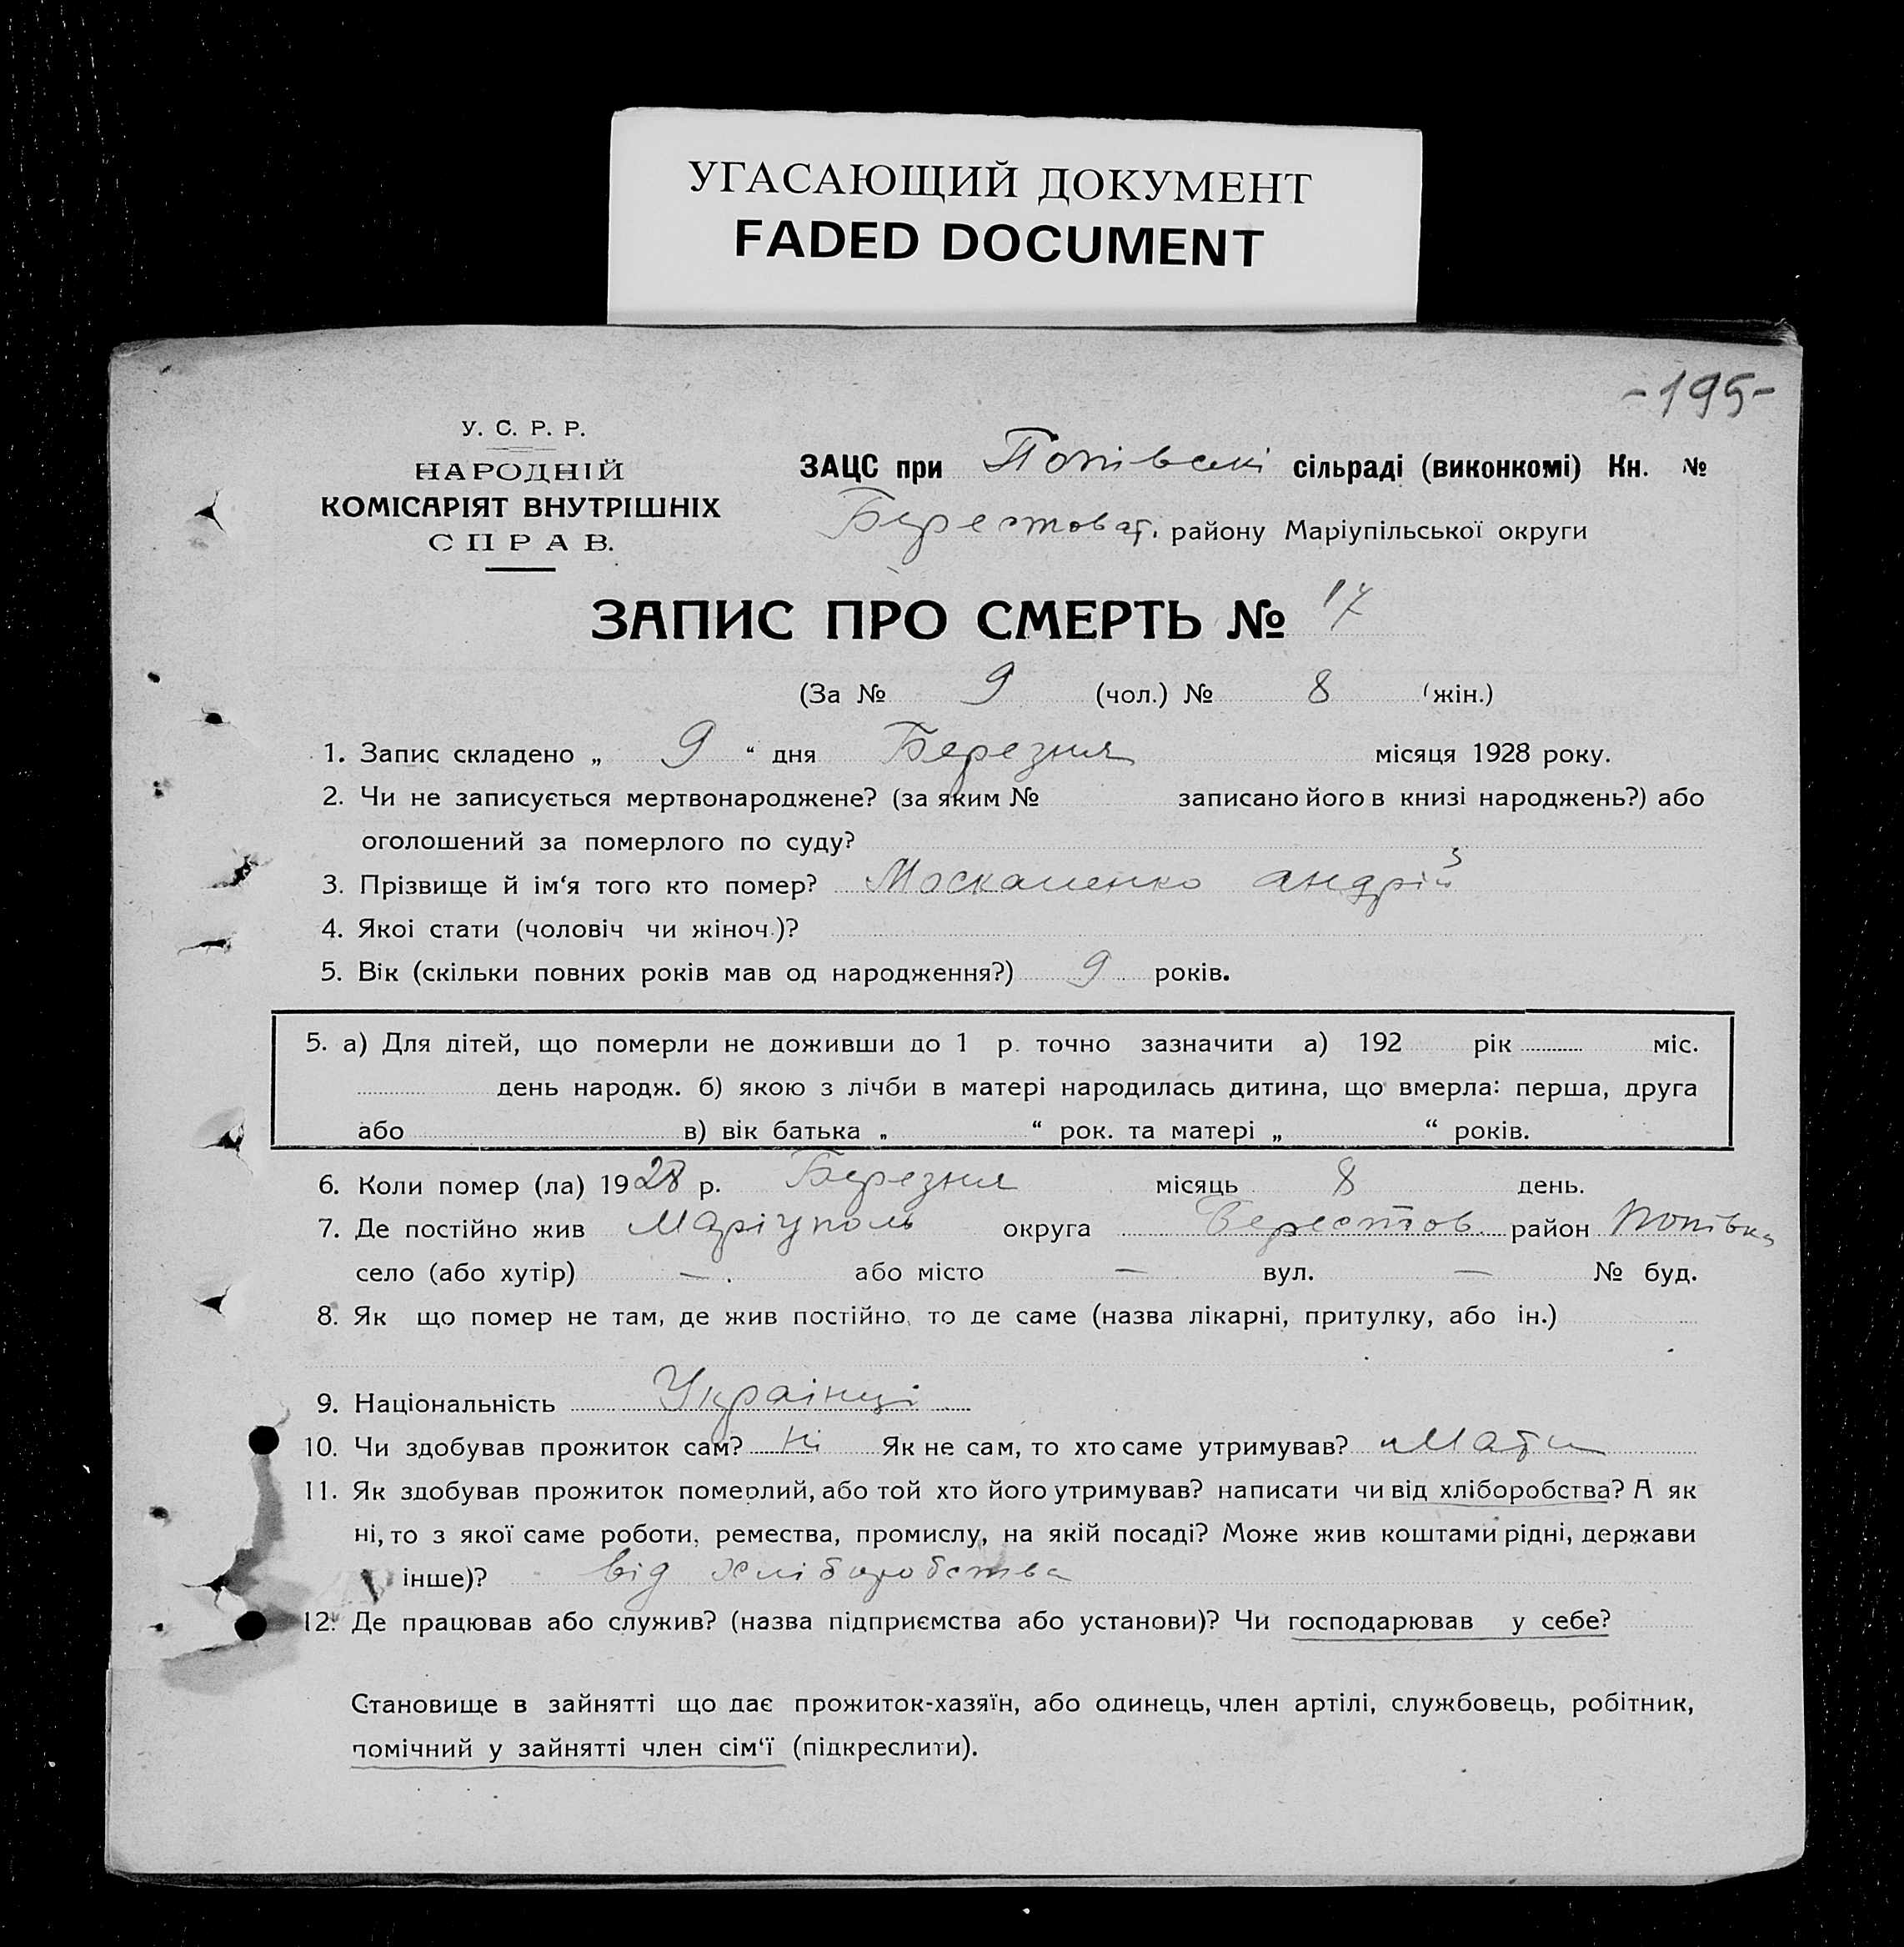 УГАСАЮЩИЙ ДОКУМЕНТ
FADED DOCUMENT
-195-
У. С. Р. Р.
НАРОДНІЙ
КОМІСАРІЯТ ВНУТРІШНІХ
СПРАВ.
ЗАЦС при Попівскі сільраді (виконкомі) Кн. №
Берестоват. району Маріупільської округи
ЗАПИС ПРО СМЕРТЬ № 17
(За № 9 (чол.) № 8 (жін.)
1. Запис складено „ 9 “ дня Березня місяця 1928 року.
2. Чи не записується мертвонароджене? (за яким № записано його в книзі народжень?) або
оголошений за померлого по суду?
3. Прізвище й ім‘я того кто помер? Москаленко Андрій
4. Якоі стати (чоловіч чи жіноч.)?
5. Вік (скільки повних років мав од народження?) 9 років.
5. а) Для дітей, що померли не доживши до 1 р. точно зазначити а) 192 рік міс.
день народж. б) якою з лічби в матері народилась дитина, що вмерла: перша, друга
або в) вік батька „ “ рок. та матері „ “ років.
6. Коли помер (ла) 1928 р. Березня місяць 8 день.
7. Де постійно жив Маріуполь округа Берестов. район Попівка
село (або хутір) — . або місто — вул. — № буд.
8. Як що помер не там, де жив постійно, то де саме (назва лікарні, притулку, або ін.)
9. Національність Українці
10. Чи здобував прожиток сам? Ні Як не сам, то хто саме утримував? Мати
11. Як здобував прожиток померлий, або той хто його утримував? написати чи від хліборобства? А як
ні, то з якої саме роботи, ремества, промислу, на якій посаді? Може жив коштами рідні, держави
інше)? Від хліборобства
12. Де працював або служив? (назва підприємства або установи)? Чи господарював у себе?
Становище в зайнятті що дає прожиток-хазяїн, або одинець, член артілі, службовець, робітник,
помічний у зайнятті член сім‘ї (підкреслити).